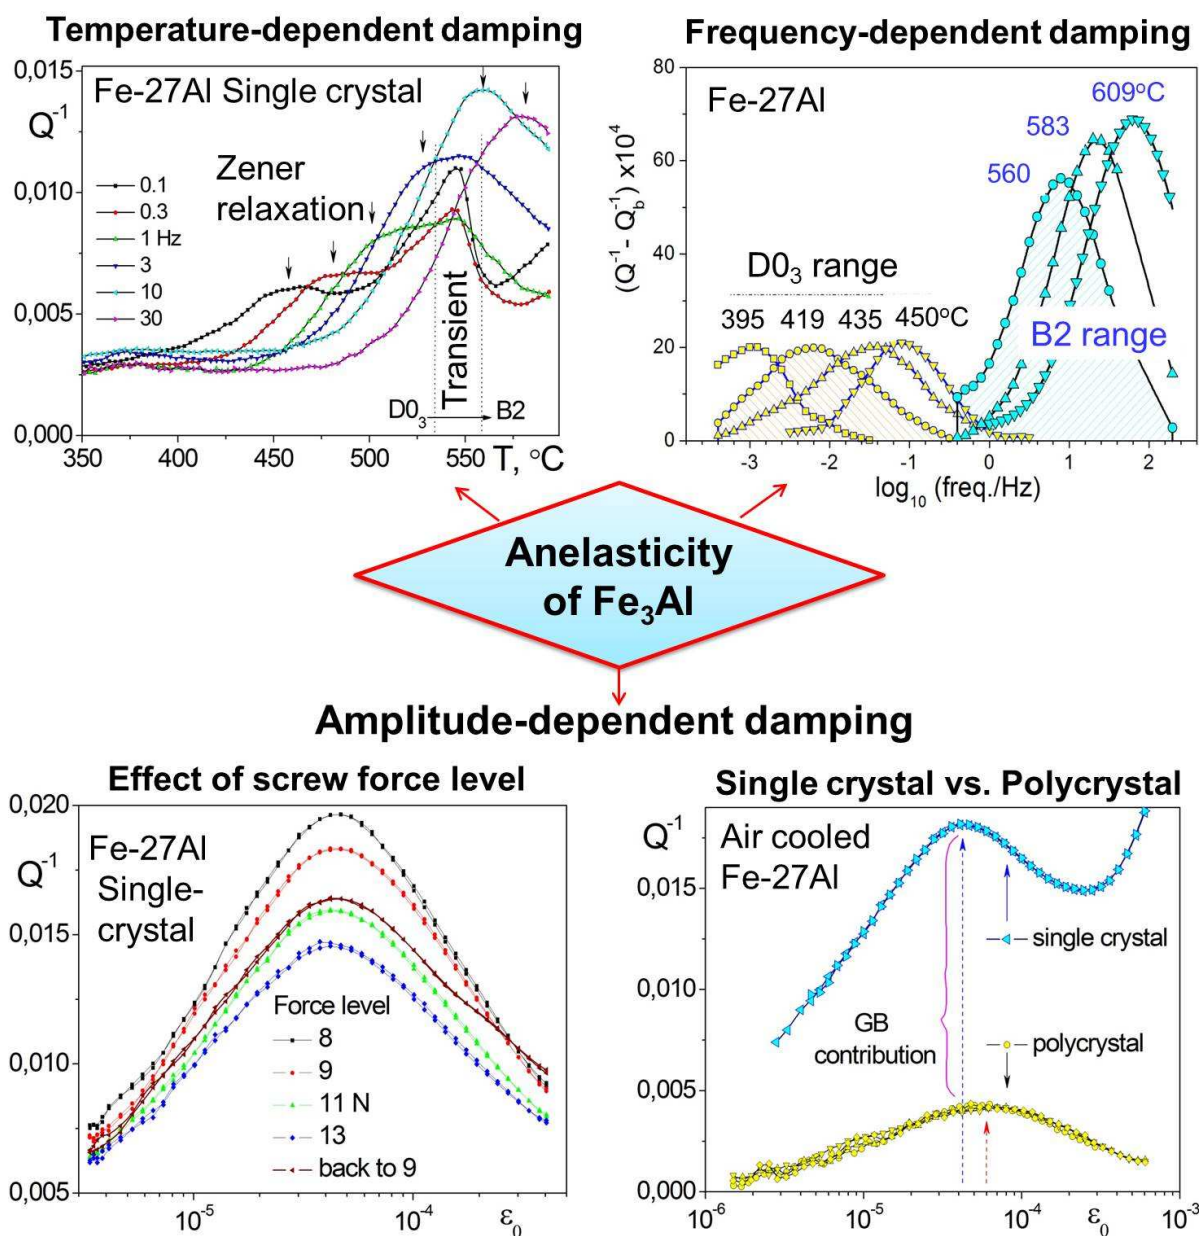 Temperature-dependent damping
0,015
Fe-27Al Single crystal
Q⁻¹
0,010
Zener
relaxation
0.1
0.3
1 Hz
3
10
30
0,005
Transient
D0₃
B2
0,000
350
400
450
500
550
T, °C
Frequency-dependent damping
80
Fe-27Al
609°C
583
560
60
(Q⁻¹- Q_b⁻¹) x10⁴
40
D0₃ range
395
419
435
450°C
B2 range
20
0
-3
-2
-1
0
1
2
log₁₀ (freq./Hz)
Anelasticity
of Fe₃Al
Amplitude-dependent damping
Effect of screw force level
0,020
Fe-27Al
Q⁻¹
Single-
crystal
0,015
Force level
8
9
11 N
13
back to 9
0,010
0,005
10⁻⁵
10⁻⁴
ε₀
Single crystal vs. Polycrystal
Q⁻¹
Air cooled
Fe-27Al
0,015
single crystal
0,010
GB
contribution
polycrystal
0,005
0,000
10⁻⁶
10⁻⁵
10⁻⁴
ε₀
10⁻³